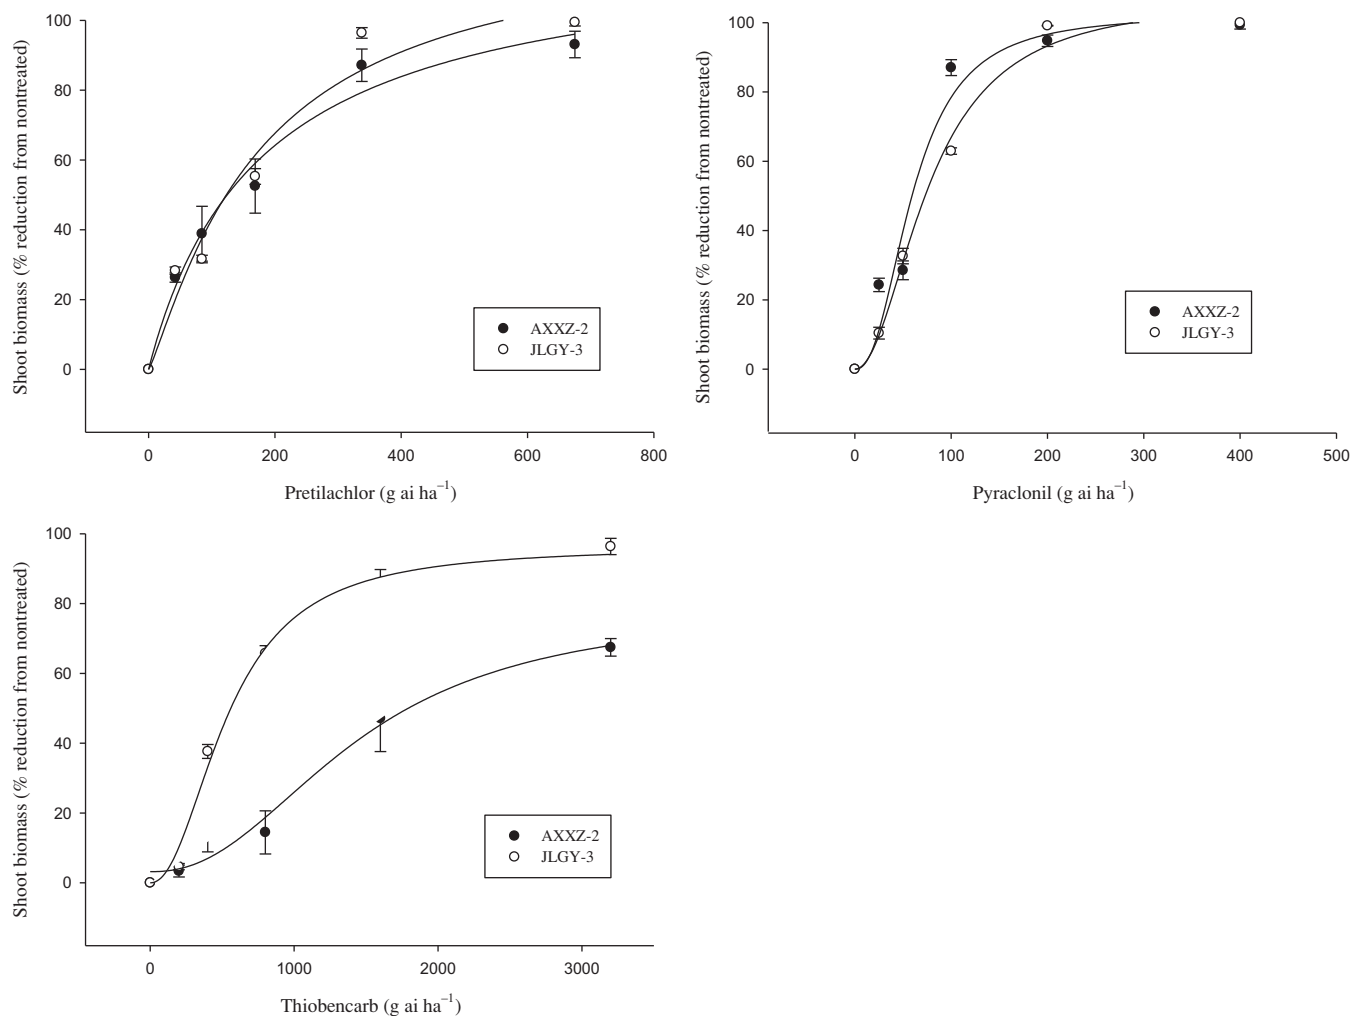 Shoot biomass (% reduction from nontreated)
100
80
60
40
20
0
AXXZ-2
JLGY-3
0 200 400 600 800
Pretilachlor (g ai ha⁻¹)
Shoot biomass (% reduction from nontreated)
100
80
60
40
20
0
AXXZ-2
JLGY-3
0 100 200 300 400 500
Pyraclonil (g ai ha⁻¹)
Shoot biomass (% reduction from nontreated)
100
80
60
40
20
0
AXXZ-2
JLGY-3
0 1000 2000 3000
Thiobencarb (g ai ha⁻¹)